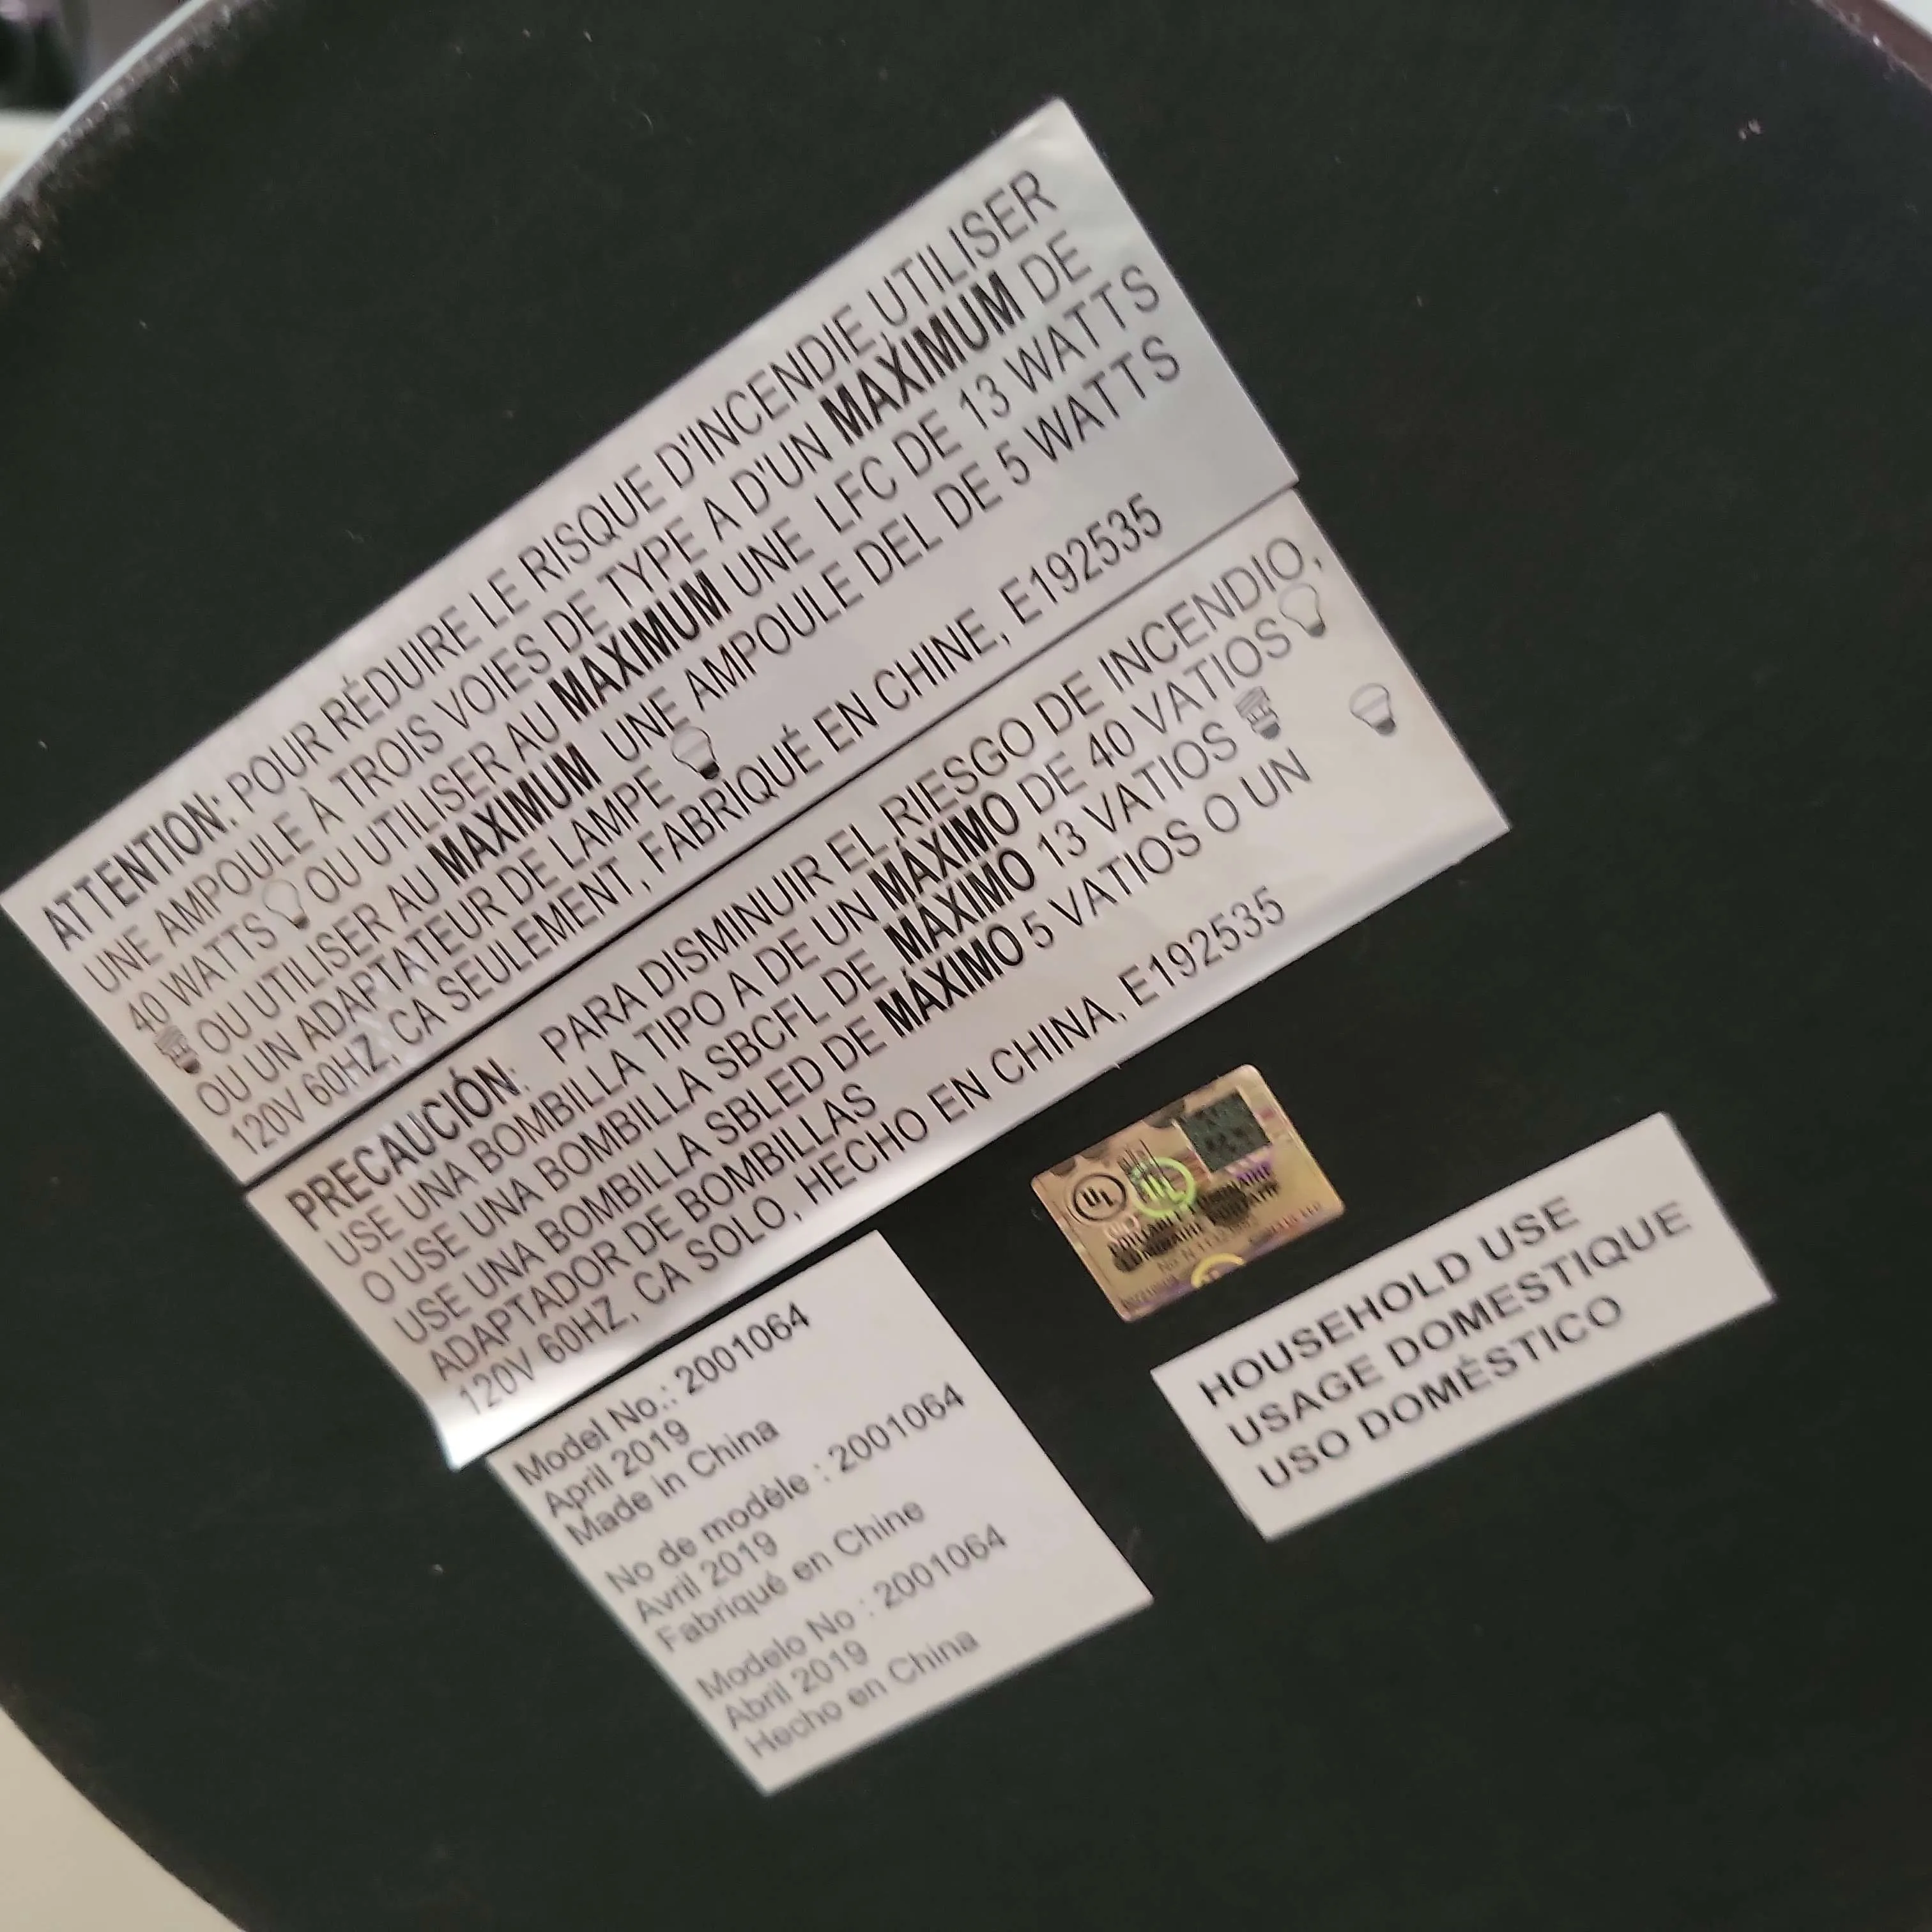 ATTENTION: POUR RÉDUIRE LE RISQUE D'INCENDIE, UTILISER
UNE AMPOULE À TROIS VOIES DE TYPE A D'UN MAXIMUM DE
40 WATTS OU UTILISER AU MAXIMUM UNE LFC DE 13 WATTS
OU UTILISER AU MAXIMUM UNE AMPOULE DEL DE 5 WATTS
OU UN ADAPTATEUR DE LAMPE
120V 60HZ, CA SEULEMENT, FABRIQUÉ EN CHINE, E192535
PRECAUCIÓN: PARA DISMINUIR EL RIESGO DE INCENDIO,
USE UNA BOMBILLA TIPO A DE UN MÁXIMO DE 40 VATIOS
O USE UNA BOMBILLA SBCFL DE MÁXIMO 13 VATIOS
USE UNA BOMBILLA SBLED DE MÁXIMO 5 VATIOS O UN
ADAPTADOR DE BOMBILLAS
120V 60HZ, CA SOLO, HECHO EN CHINA, E192535
UL
UL
Model No.: 2001064
April 2019
Made in China
No de modèle : 2001064
Avril 2019
Fabriqué en Chine
Modelo No : 2001064
Abril 2019
Hecho en China
HOUSEHOLD USE
USAGE DOMESTIQUE
USO DOMÉSTICO